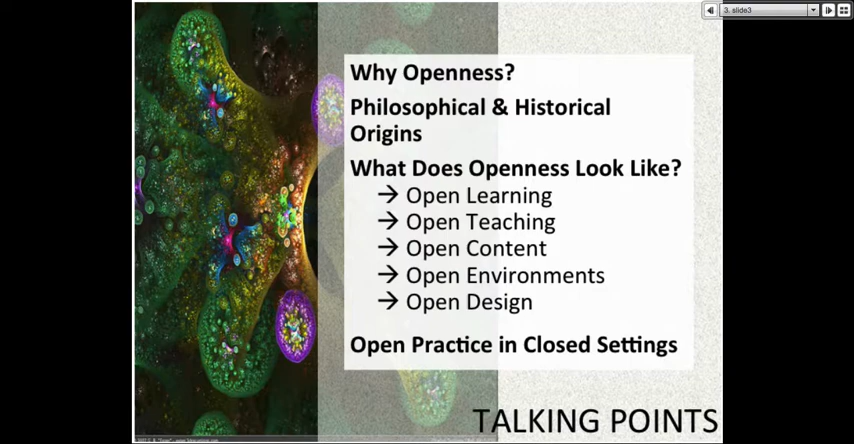 3. slide3
Why Openness?
Philosophical & Historical
Origins
What Does Openness Look Like?
→ Open Learning
→ Open Teaching
→ Open Content
→ Open Environments
→ Open Design
Open Practice in Closed Settings
TALKING POINTS